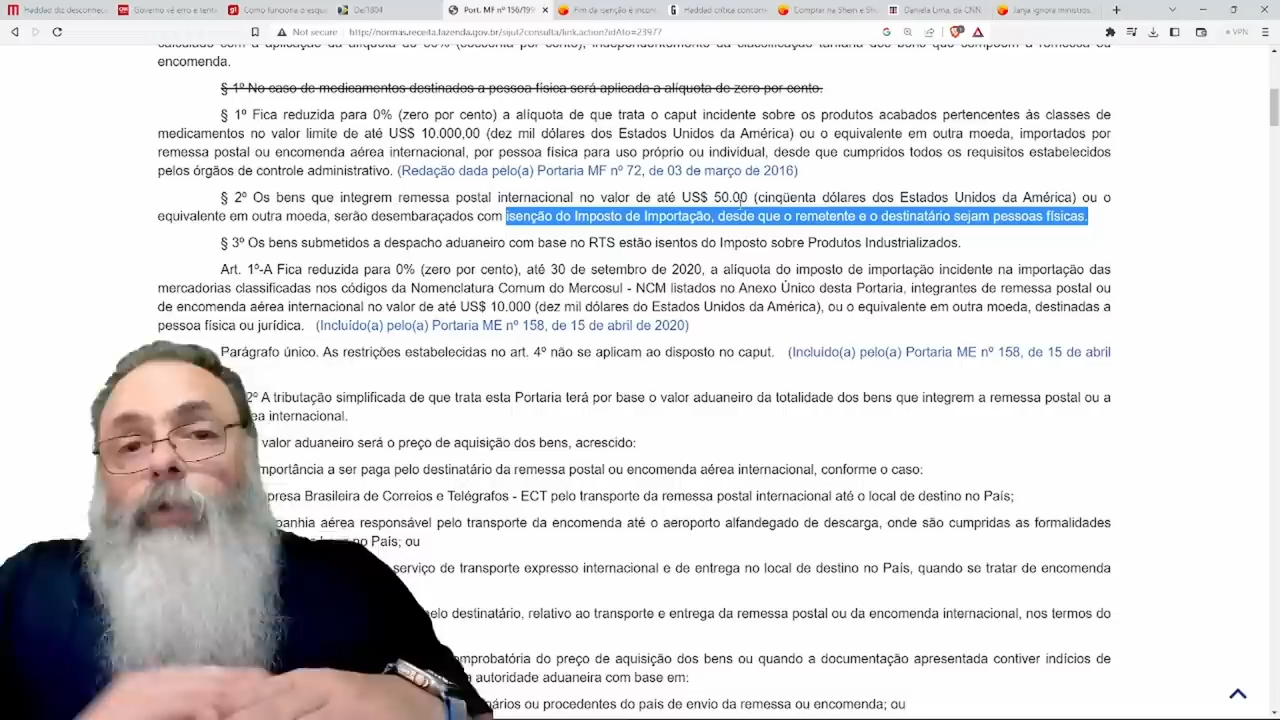 Haddad diz desconhec
Governo vê erro e tenta
Como funciona o esque
Del1804
Port. MF nº 156/199
Fim da isenção é incon
Haddad critica concorr
Comprar na Shein e Sh
Daniela Lima, da CNN
Janja ignora ministros,
Not secure
http://normas.receita.fazenda.gov.br/sijut2consulta/link.action?idAto=23977
VPN
encomenda.
§ 1º No caso de medicamentos destinados a pessoa física será aplicada a alíquota de zero por cento.
§ 1º Fica reduzida para 0% (zero por cento) a alíquota de que trata o caput incidente sobre os produtos acabados pertencentes às classes de
medicamentos no valor limite de até US$ 10.000,00 (dez mil dólares dos Estados Unidos da América) ou o equivalente em outra moeda, importados por
remessa postal ou encomenda aérea internacional, por pessoa física para uso próprio ou individual, desde que cumpridos todos os requisitos estabelecidos
pelos órgãos de controle administrativo. (Redação dada pelo(a) Portaria MF nº 72, de 03 de março de 2016)
§ 2º Os bens que integrem remessa postal internacional no valor de até US$ 50.00 (cinqüenta dólares dos Estados Unidos da América) ou o
equivalente em outra moeda, serão desembaraçados com isenção do Imposto de Importação, desde que o remetente e o destinatário sejam pessoas físicas.
§ 3º Os bens submetidos a despacho aduaneiro com base no RTS estão isentos do Imposto sobre Produtos Industrializados.
Art. 1º-A Fica reduzida para 0% (zero por cento), até 30 de setembro de 2020, a alíquota do imposto de importação incidente na importação das
mercadorias classificadas nos códigos da Nomenclatura Comum do Mercosul - NCM listados no Anexo Único desta Portaria, integrantes de remessa postal ou
de encomenda aérea internacional no valor de até US$ 10.000 (dez mil dólares do Estados Unidos da América), ou o equivalente em outra moeda, destinadas a
pessoa física ou jurídica. (Incluído(a) pelo(a) Portaria ME nº 158, de 15 de abril de 2020)
Parágrafo único. As restrições estabelecidas no art. 4º não se aplicam ao disposto no caput. (Incluído(a) pelo(a) Portaria ME nº 158, de 15 de abril
2º A tributação simplificada de que trata esta Portaria terá por base o valor aduaneiro da totalidade dos bens que integrem a remessa postal ou a
ea internacional.
valor aduaneiro será o preço de aquisição dos bens, acrescido:
mportância a ser paga pelo destinatário da remessa postal ou encomenda aérea internacional, conforme o caso:
presa Brasileira de Correios e Telégrafos - ECT pelo transporte da remessa postal internacional até o local de destino no País;
panhia aérea responsável pelo transporte da encomenda até o aeroporto alfandegado de descarga, onde são cumpridas as formalidades
no País; ou
serviço de transporte expresso internacional e de entrega no local de destino no País, quando se tratar de encomenda
elo destinatário, relativo ao transporte e entrega da remessa postal ou da encomenda internacional, nos termos do
omprobatória do preço de aquisição dos bens ou quando a documentação apresentada contiver indícios de
a autoridade aduaneira com base em:
nários ou procedentes do país de envio da remessa ou encomenda; ou